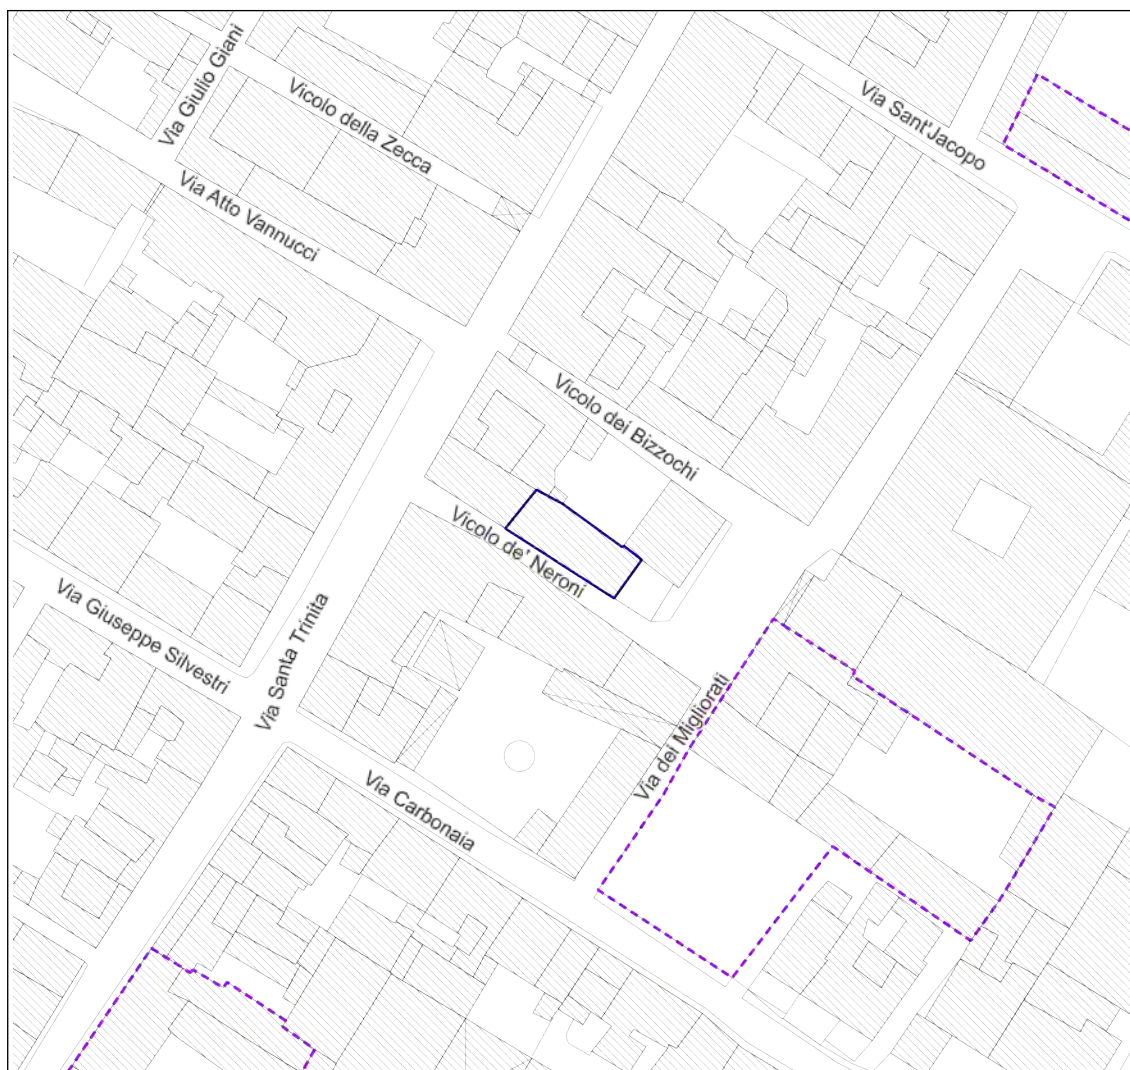 Via Giulio Giani
Vicolo della Zecca
Via Sant'Jacopo
Via Atto Vannucci
Vicolo dei Bizzochi
Vicolo de' Neroni
Via Giuseppe Silvestri
Via Santa Trinita
Via dei Migliorati
Via Carbonaia